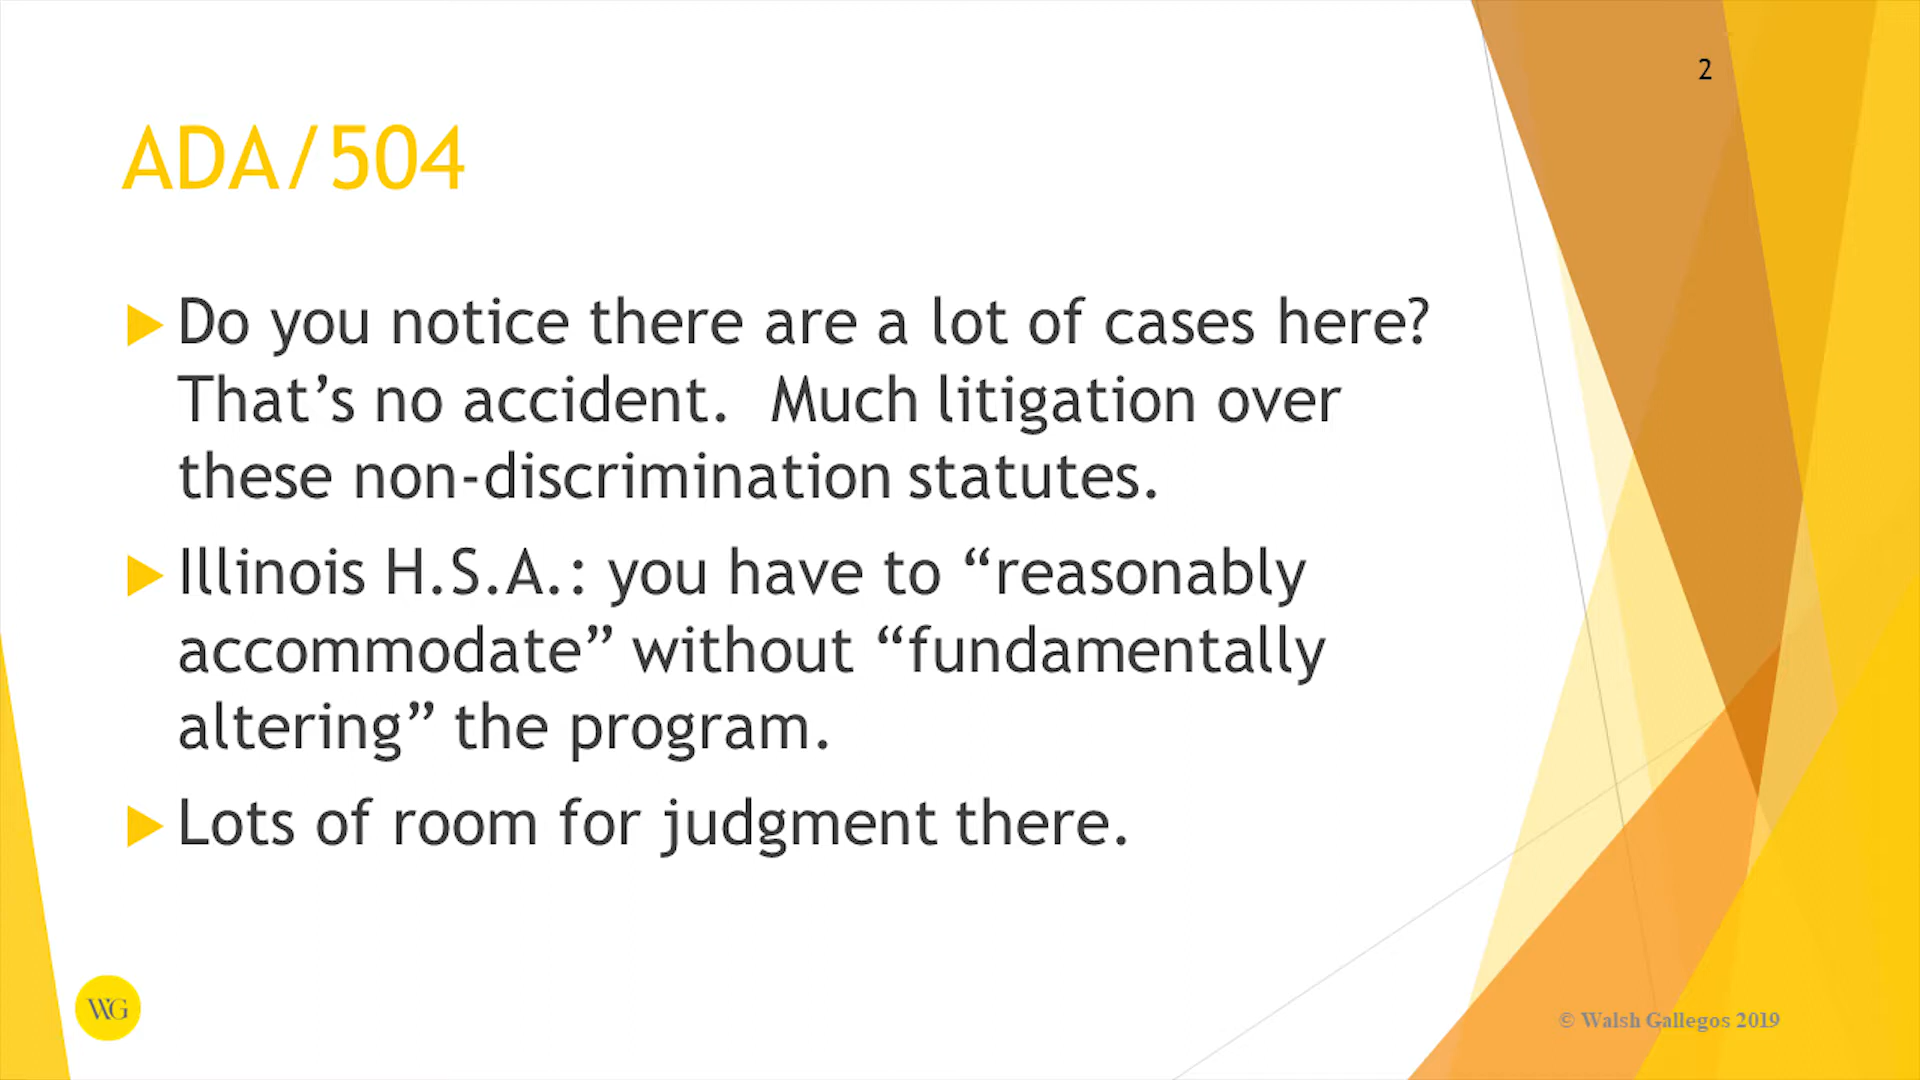 2
ADA/504
Do you notice there are a lot of cases here?
That’s no accident.  Much litigation over
these non-discrimination statutes.
Illinois H.S.A.: you have to “reasonably
accommodate” without “fundamentally
altering” the program.
Lots of room for judgment there.
WG
© Walsh Gallegos 2019